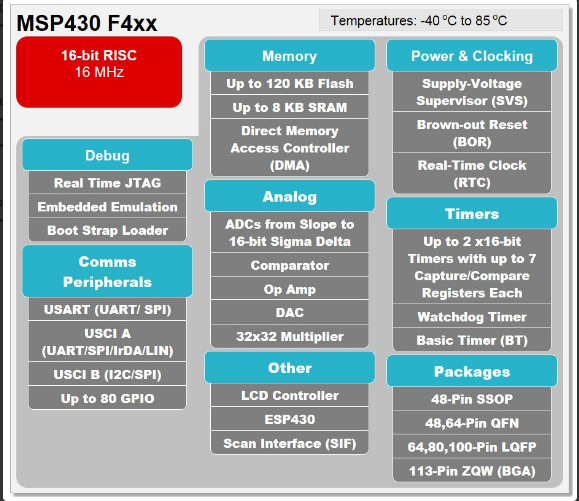 MSP430 F4xx
Temperatures: -40 °C to 85 °C
16-bit RISC
16 MHz
Debug
Real Time JTAG
Embedded Emulation
Boot Strap Loader
Comms
Peripherals
USART (UART/ SPI)
USCI A
(UART/SPI/IrDA/LIN)
USCI B (I2C/SPI)
Up to 80 GPIO
Memory
Up to 120 KB Flash
Up to 8 KB SRAM
Direct Memory
Access Controller
(DMA)
Analog
ADCs from Slope to
16-bit Sigma Delta
Comparator
Op Amp
DAC
32x32 Multiplier
Other
LCD Controller
ESP430
Scan Interface (SIF)
Power & Clocking
Supply-Voltage
Supervisor (SVS)
Brown-out Reset
(BOR)
Real-Time Clock
(RTC)
Timers
Up to 2 x16-bit
Timers with up to 7
Capture/Compare
Registers Each
Watchdog Timer
Basic Timer (BT)
Packages
48-Pin SSOP
48,64-Pin QFN
64,80,100-Pin LQFP
113-Pin ZQW (BGA)